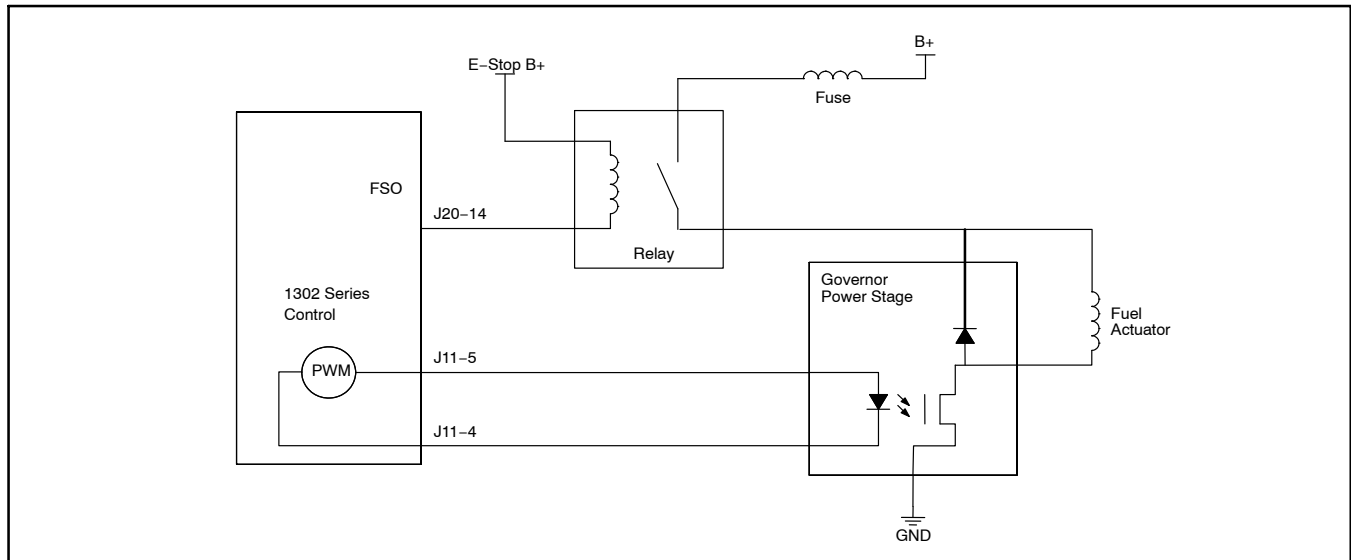 B+
E−Stop B+
Fuse
FSO
J20−14
Relay
Governor
Power Stage
1302 Series
Control
Fuel
Actuator
J11−5
PWM
J11−4
GND